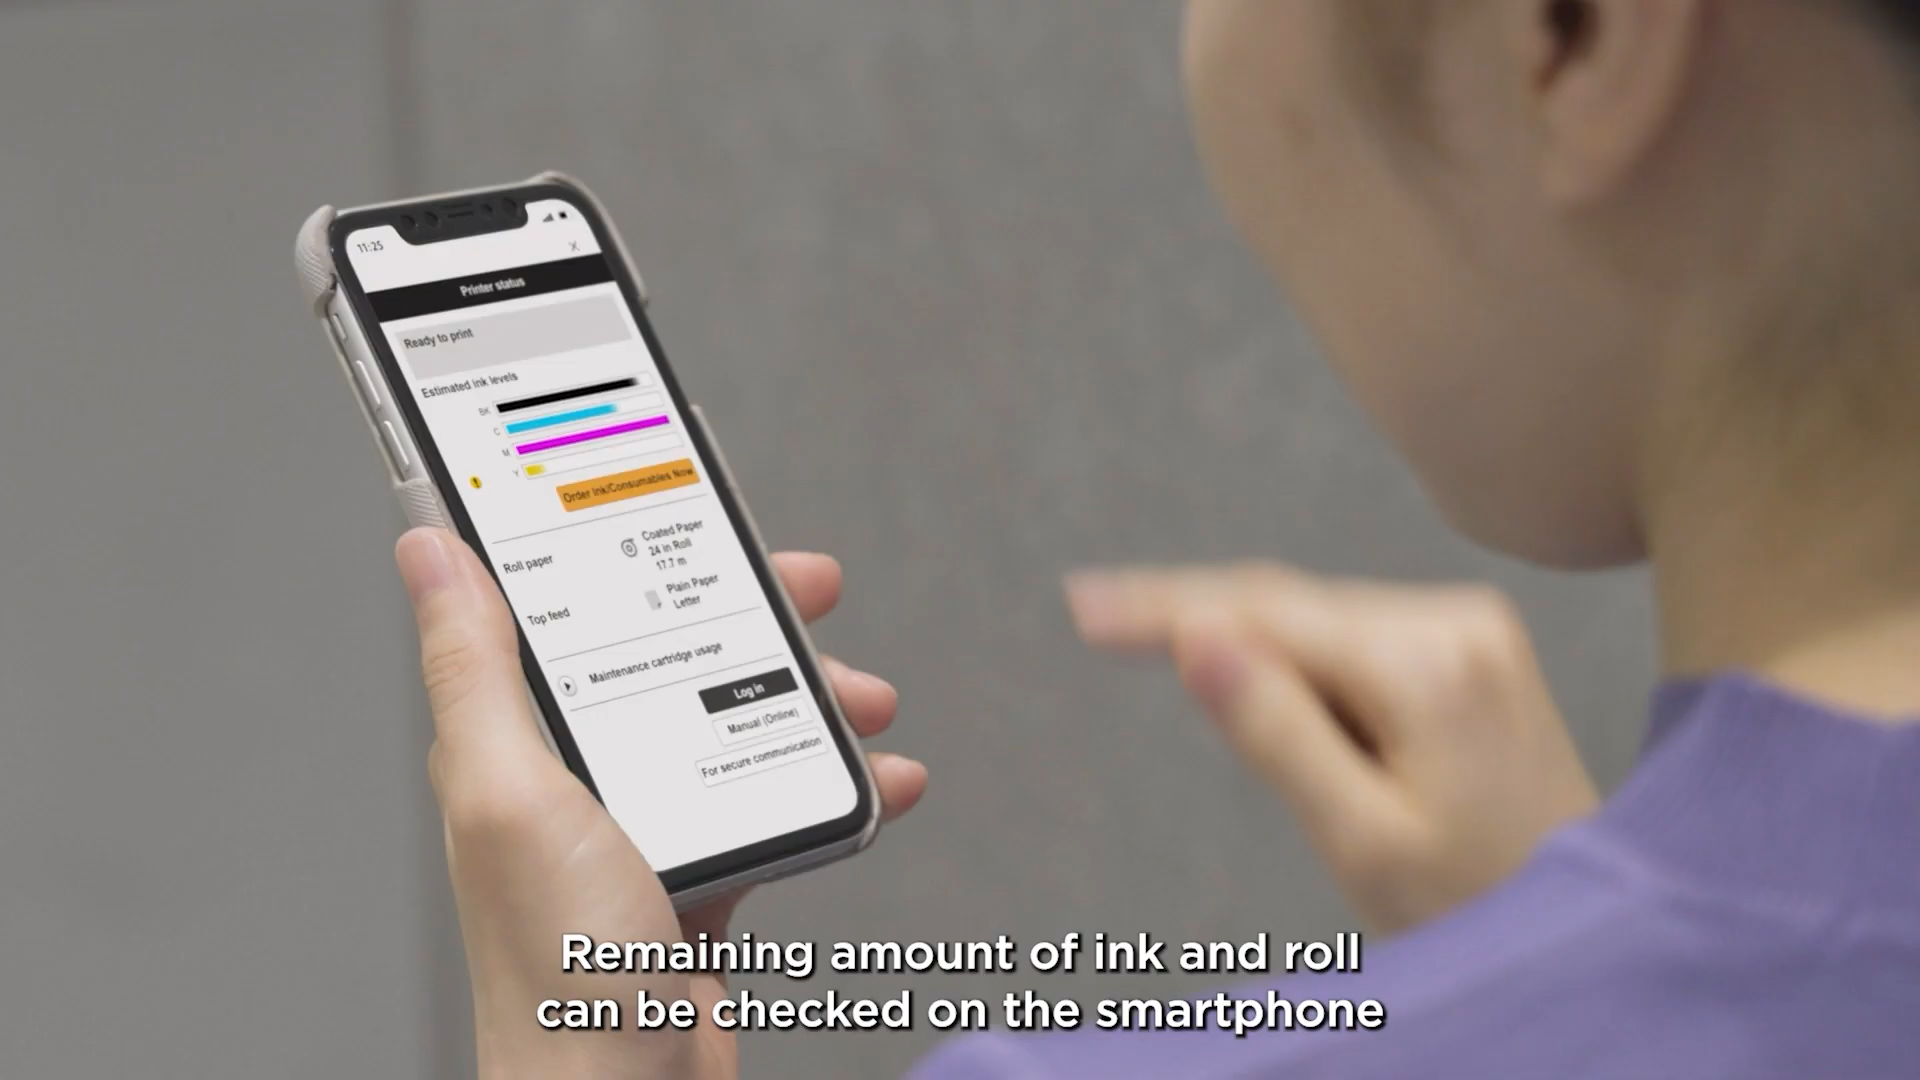 11:25
X
Printer status
Ready to print
Estimated ink levels
BK
C
M
Y
Order Ink/Consumables Now
Roll paper
Coated Paper
24 in Roll
17.7 m
Top feed
Plain Paper
Letter
Maintenance cartridge usage
Log in
Manual (Online)
For secure communication
Remaining amount of ink and roll
can be checked on the smartphone